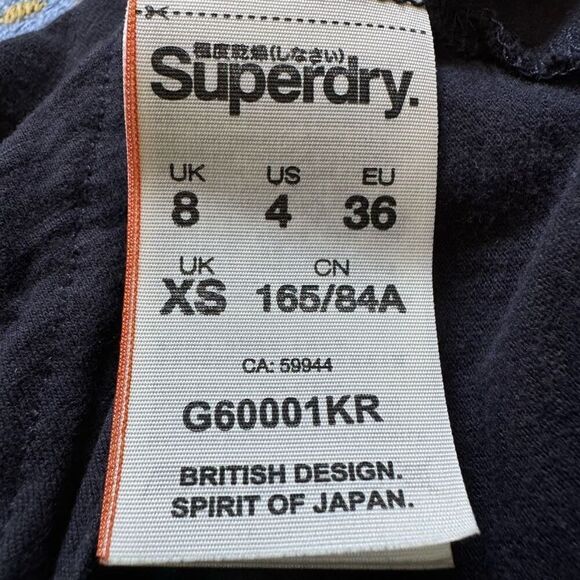 極度乾燥(しなさい)
Superdry.
UK US EU
8 4 36
UK CN
XS 165/84A
CA: 59944
G60001KR
BRITISH DESIGN.
SPIRIT OF JAPAN.